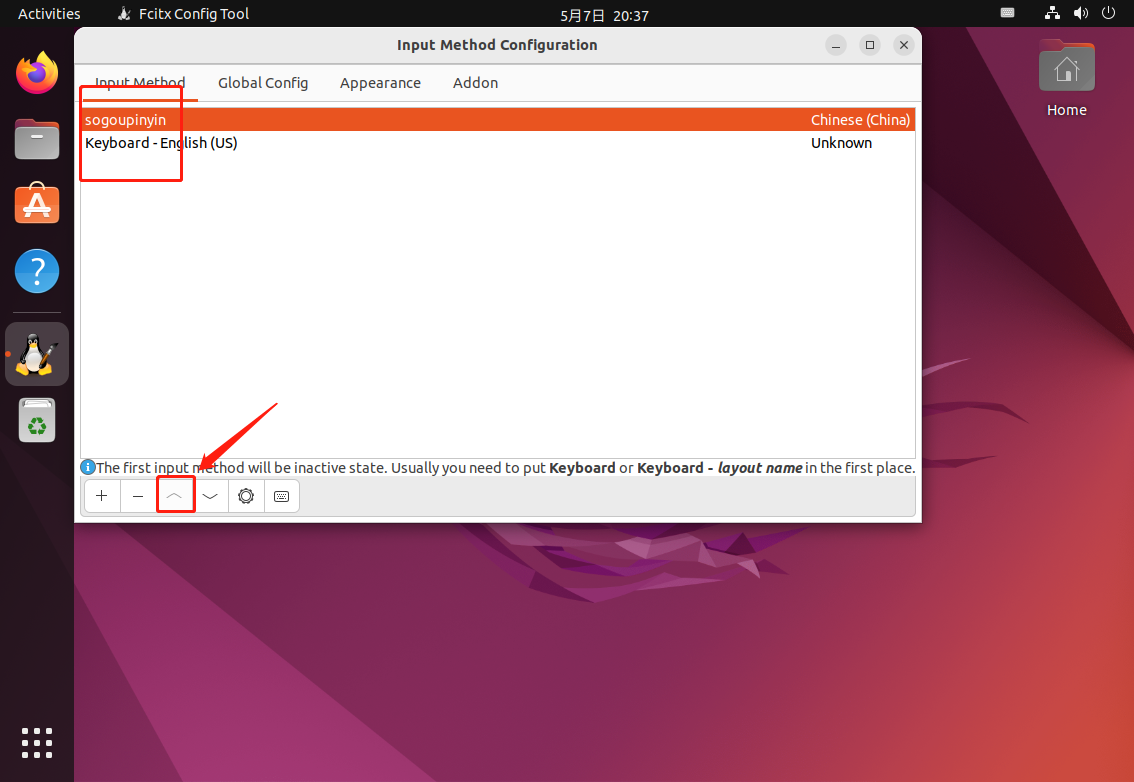 Activities Fcitx Config Tool 5月7日 20:37
Input Method Configuration
Input Method Global Config Appearance Addon
sogoupinyin Chinese (China)
Keyboard - English (US) Unknown
The first input method will be inactive state. Usually you need to put Keyboard or Keyboard - layout name in the first place.
Home